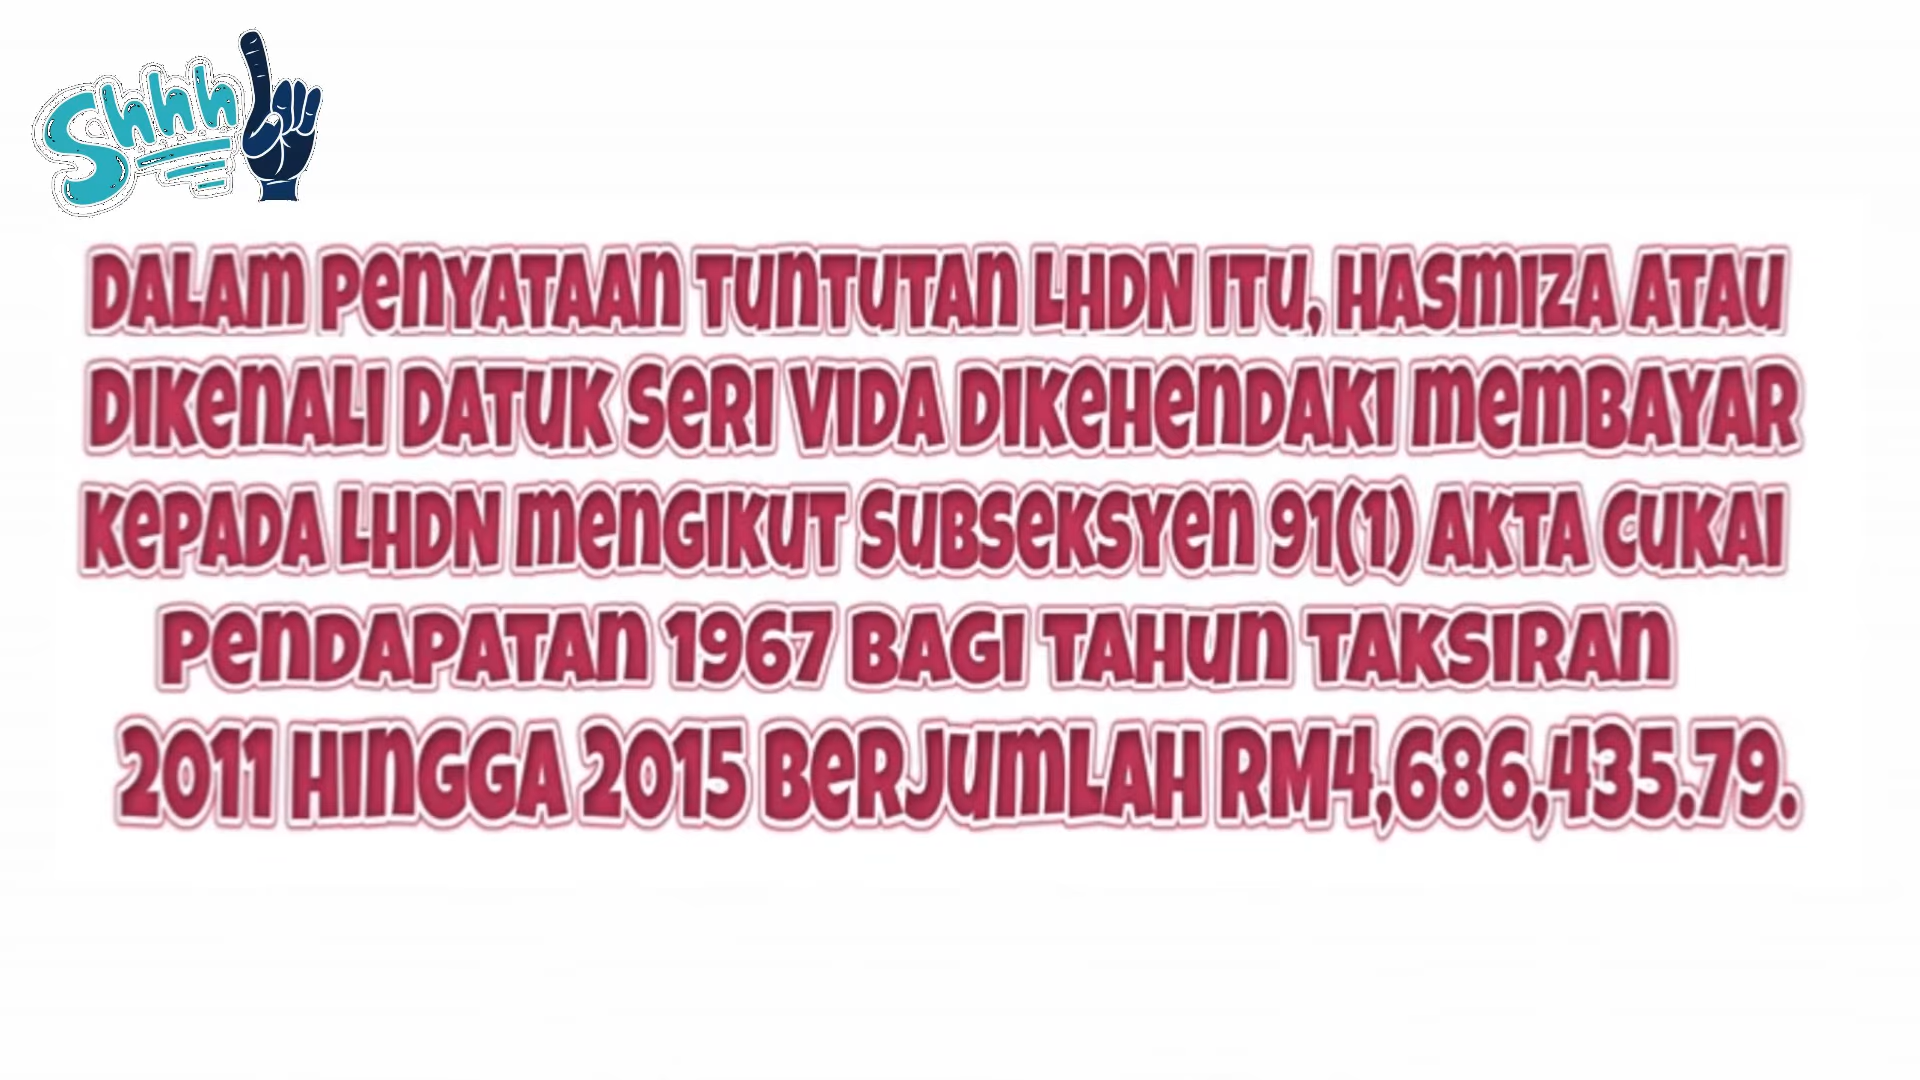 Shhh
DALAM PENYATAAN TUNTUTAN LHDN ITU, HASMIZA ATAU
DIKENALI DATUK SERI VIDA DIKEHENDAKI MEMBAYAR
KEPADA LHDN MENGIKUT SUBSEKSYEN 91(1) AKTA CUKAI
PENDAPATAN 1967 BAGI TAHUN TAKSIRAN
2011 HINGGA 2015 BERJUMLAH RM4,686,435.79.